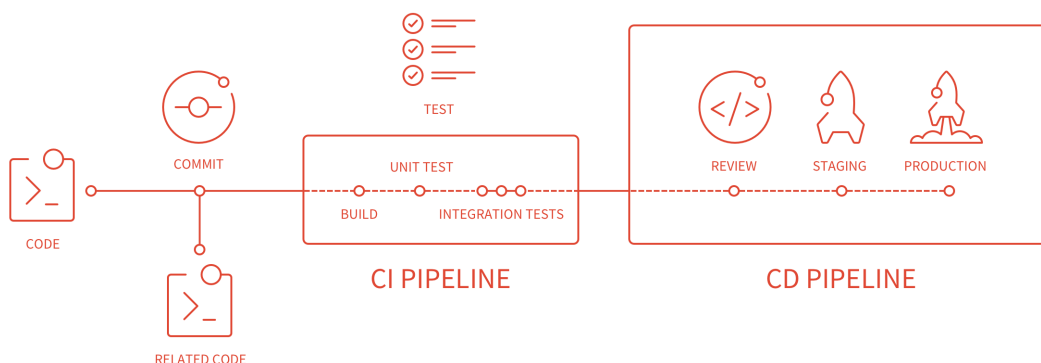 TEST
COMMIT
UNIT TEST
REVIEW
STAGING
PRODUCTION
BUILD
INTEGRATION TESTS
CODE
CI PIPELINE
CD PIPELINE
RELATED CODE